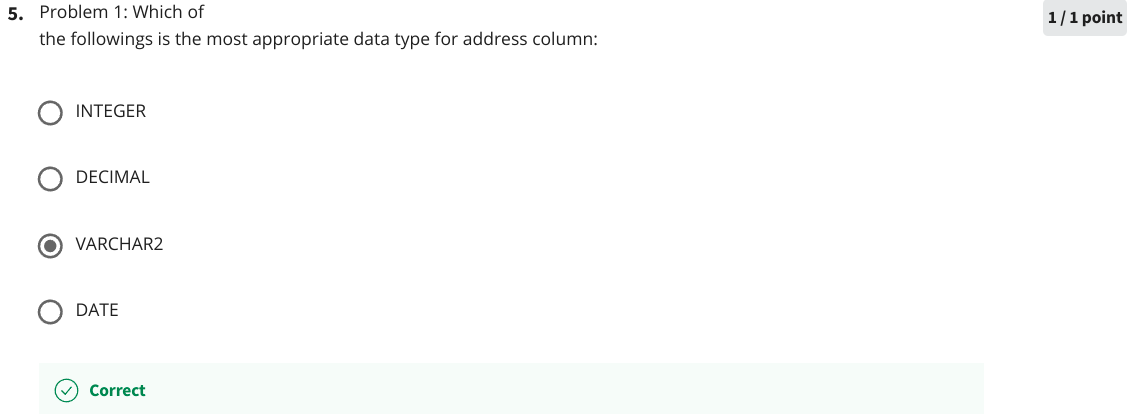 5. Problem 1: Which of
1 / 1 point
the followings is the most appropriate data type for address column:
INTEGER
DECIMAL
VARCHAR2
DATE
Correct